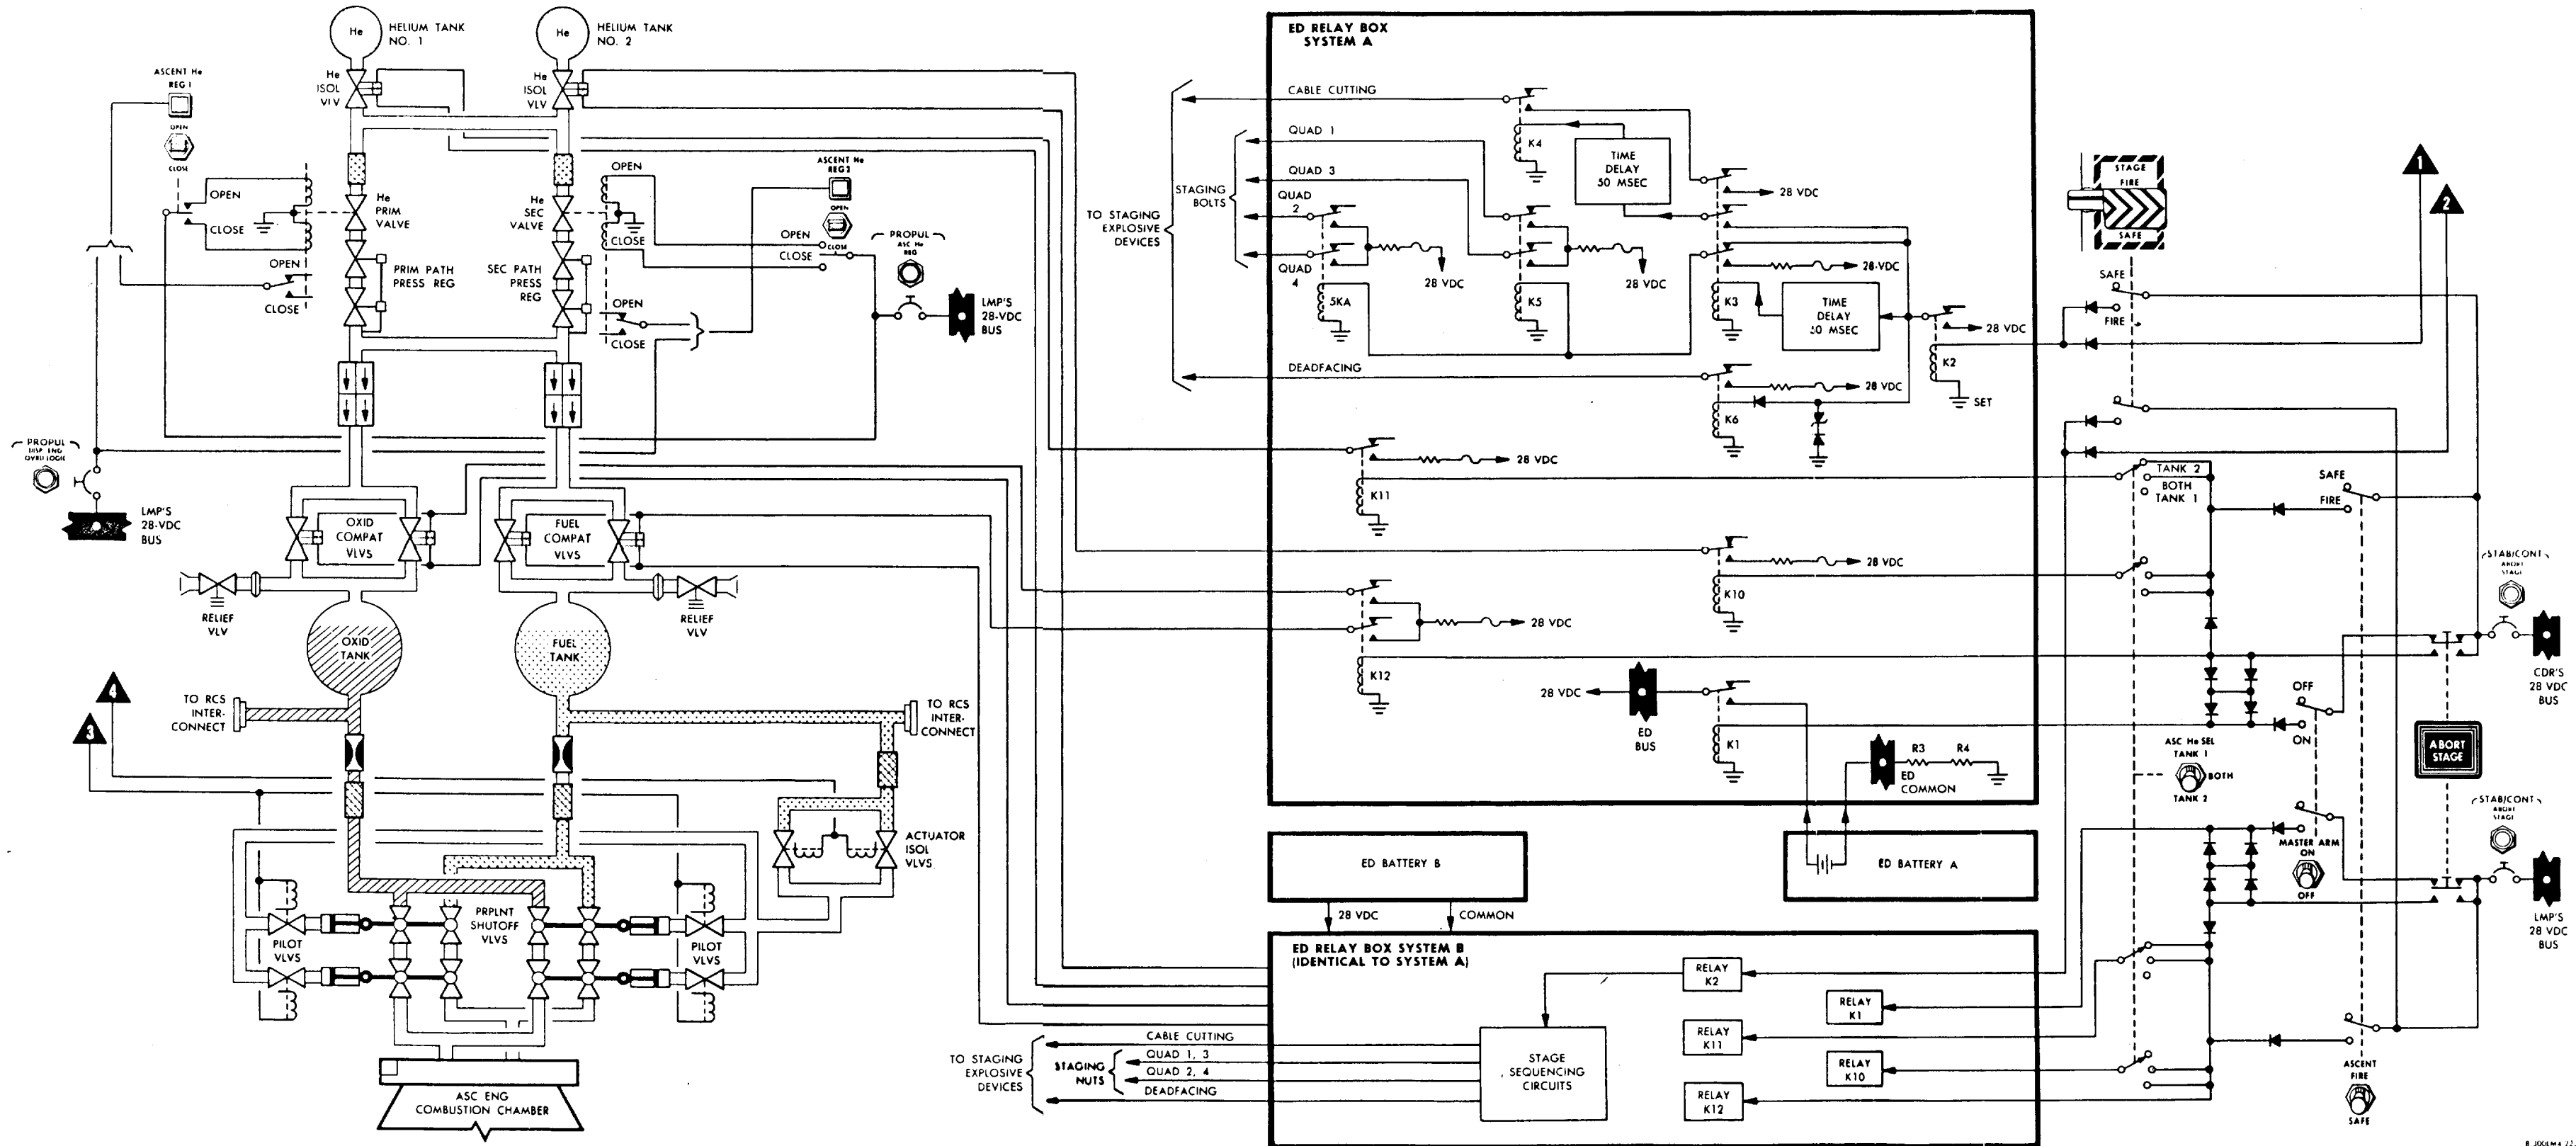 He
HELIUM TANK
NO. 1
He
HELIUM TANK
NO. 2
ASCENT He
REG 1
OPEN
CLOSE
He
ISOL
VLV
He
ISOL
VLV
OPEN
CLOSE
OPEN
CLOSE
He
PRIM
VALVE
PRIM PATH
PRESS REG
He
SEC
VALVE
SEC PATH
PRESS
REG
OPEN
CLOSE
OPEN
CLOSE
ASCENT He
REG 2
OPEN
CLOSE
OPEN
CLOSE
PROPUL
ASC He
REG
LMP'S
28-VDC
BUS
PROPUL
DISP ENG
OVRD LOGIC
LMP'S
28-VDC
BUS
OXID
COMPAT
VLVS
FUEL
COMPAT
VLVS
RELIEF
VLV
RELIEF
VLV
OXID
TANK
FUEL
TANK
4
3
TO RCS
INTER-
CONNECT
TO RCS
INTER-
CONNECT
ACTUATOR
ISOL
VLVS
PRPLNT
SHUTOFF
VLVS
PILOT
VLVS
PILOT
VLVS
ASC ENG
COMBUSTION CHAMBER
ED RELAY BOX
SYSTEM A
CABLE CUTTING
QUAD 1
QUAD 3
QUAD
2
QUAD
4
STAGING
BOLTS
TO STAGING
EXPLOSIVE
DEVICES
DEADFACING
K4
TIME
DELAY
50 MSEC
28 VDC
28 VDC
28 VDC
28-VDC
5KA
K5
K3
TIME
DELAY
50 MSEC
28 VDC
K2
SET
28 VDC
K6
28 VDC
K11
28 VDC
K10
28 VDC
K12
28 VDC
ED
BUS
K1
R3
R4
ED
COMMON
ED BATTERY B
ED BATTERY A
28 VDC
COMMON
ED RELAY BOX SYSTEM B
(IDENTICAL TO SYSTEM A)
RELAY
K2
RELAY
K1
RELAY
K11
RELAY
K10
RELAY
K12
STAGE
SEQUENCING
CIRCUITS
CABLE CUTTING
QUAD 1, 3
QUAD 2, 4
DEADFACING
STAGING
NUTS
TO STAGING
EXPLOSIVE
DEVICES
1
2
STAGE
FIRE
SAFE
SAFE
FIRE
TANK 2
BOTH
TANK 1
SAFE
FIRE
STAB/CONT
ABORT
STAGE
CDR'S
28 VDC
BUS
OFF
ON
ASC He SEL
TANK 1
BOTH
TANK 2
ABORT
STAGE
MASTER ARM
ON
OFF
STAB/CONT
ABORT
STAGE
LMP'S
28 VDC
BUS
ASCENT
FIRE
SAFE